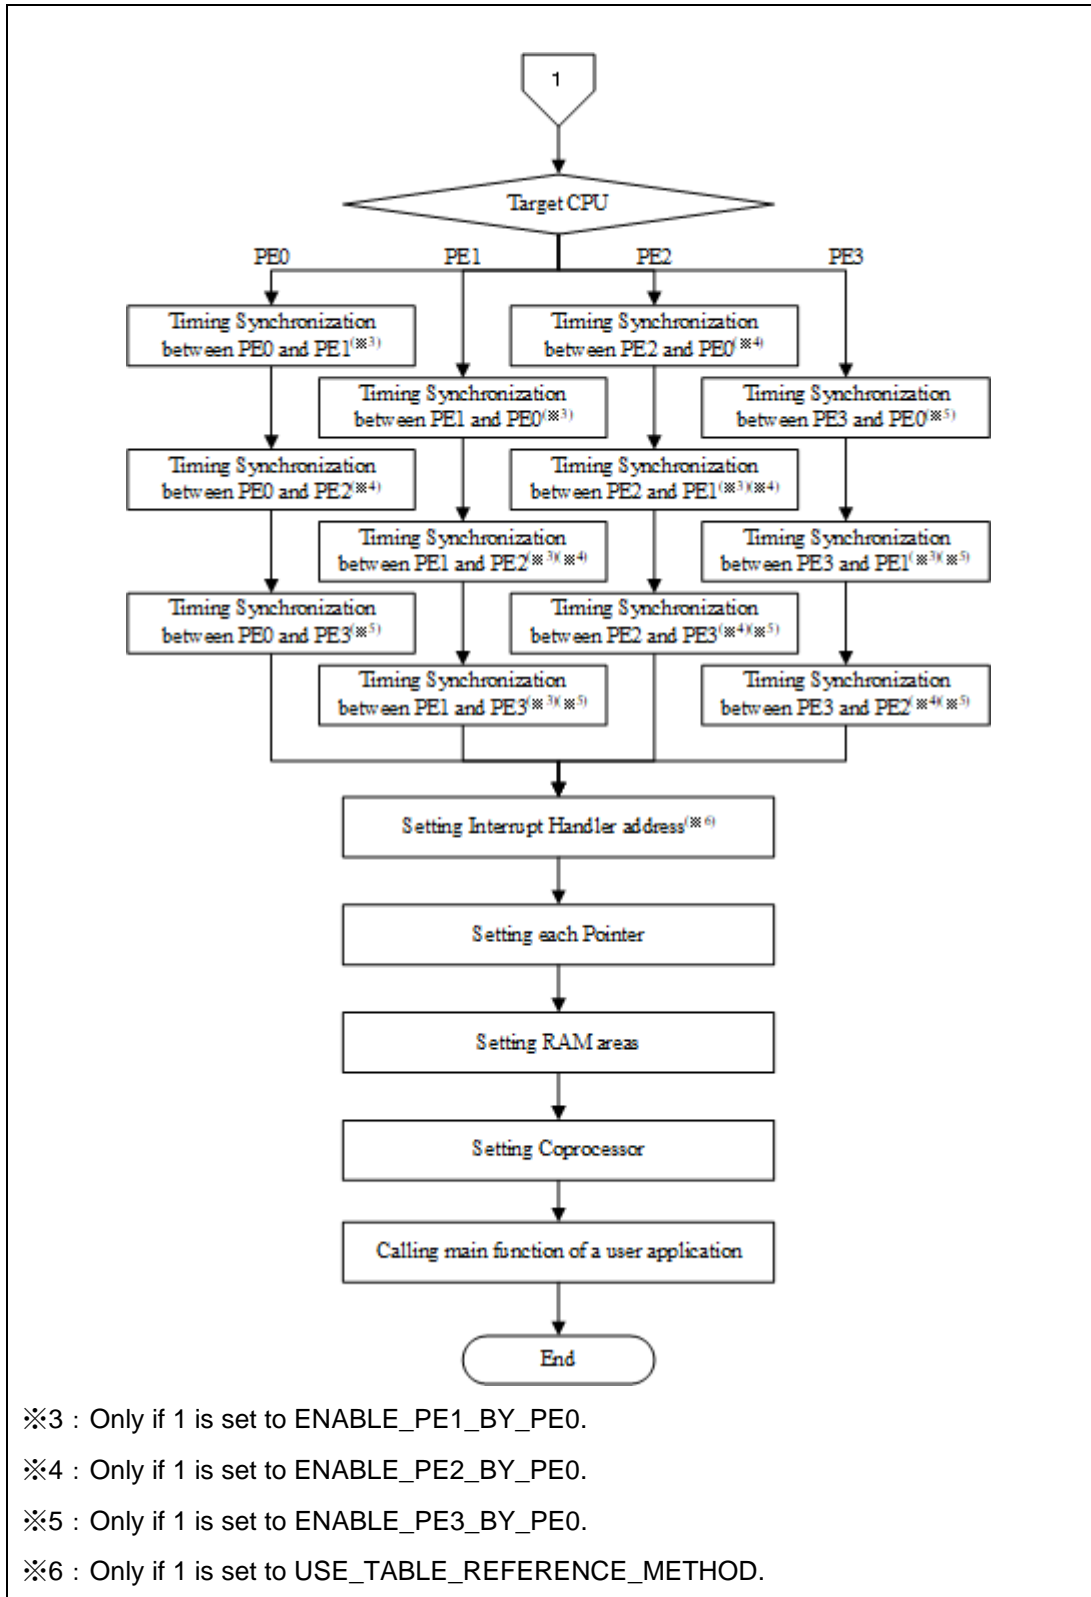 1
Target CPU
PE0
PE1
PE2
PE3
Timing Synchronization
between PE0 and PE1(※3)
Timing Synchronization
between PE2 and PE0(※4)
Timing Synchronization
between PE1 and PE0(※3)
Timing Synchronization
between PE3 and PE0(※5)
Timing Synchronization
between PE0 and PE2(※4)
Timing Synchronization
between PE2 and PE1(※3)(※4)
Timing Synchronization
between PE1 and PE2(※3)(※4)
Timing Synchronization
between PE3 and PE1(※3)(※5)
Timing Synchronization
between PE0 and PE3(※5)
Timing Synchronization
between PE2 and PE3(※4)(※5)
Timing Synchronization
between PE1 and PE3(※3)(※5)
Timing Synchronization
between PE3 and PE2(※4)(※5)
Setting Interrupt Handler address(※6)
Setting each Pointer
Setting RAM areas
Setting Coprocessor
Calling main function of a user application
End
※3 : Only if 1 is set to ENABLE_PE1_BY_PE0.
※4 : Only if 1 is set to ENABLE_PE2_BY_PE0.
※5 : Only if 1 is set to ENABLE_PE3_BY_PE0.
※6 : Only if 1 is set to USE_TABLE_REFERENCE_METHOD.